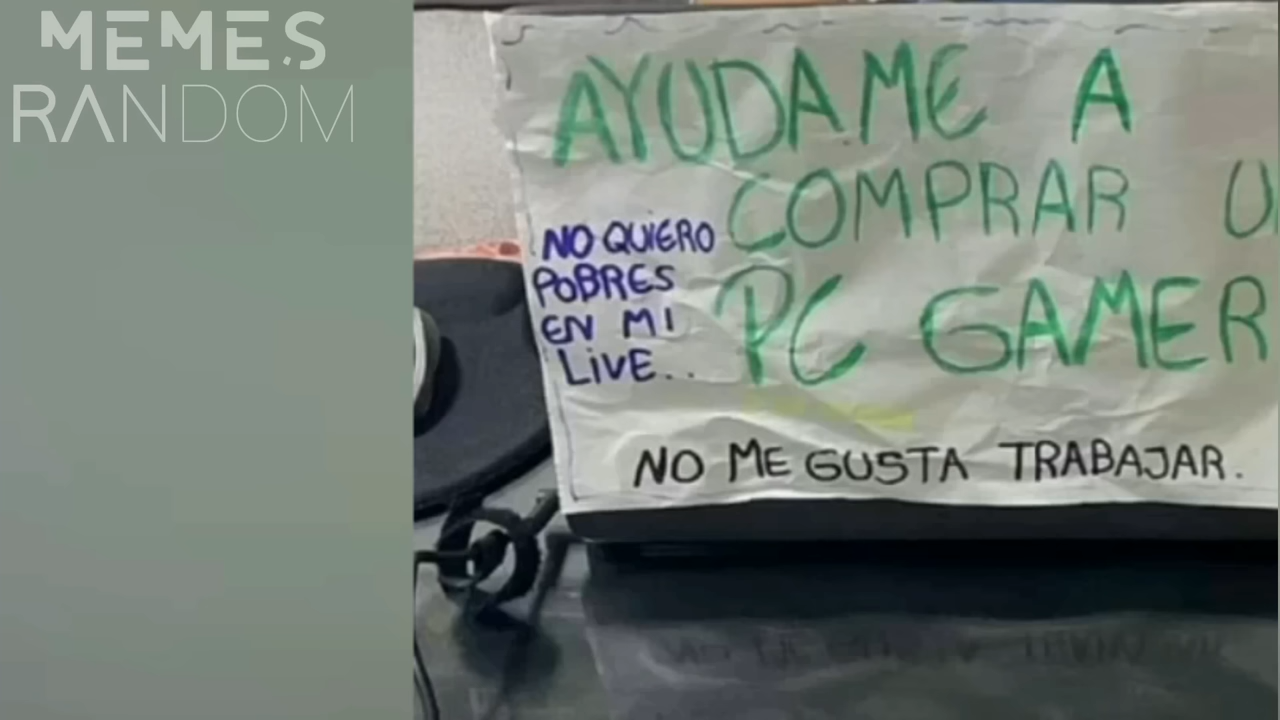 MEMES
RANDOM
AYUDAME A
COMPRAR
PC GAMER
NO QUIERO
POBRES
EN MI
LIVE..
NO ME GUSTA TRABAJAR.